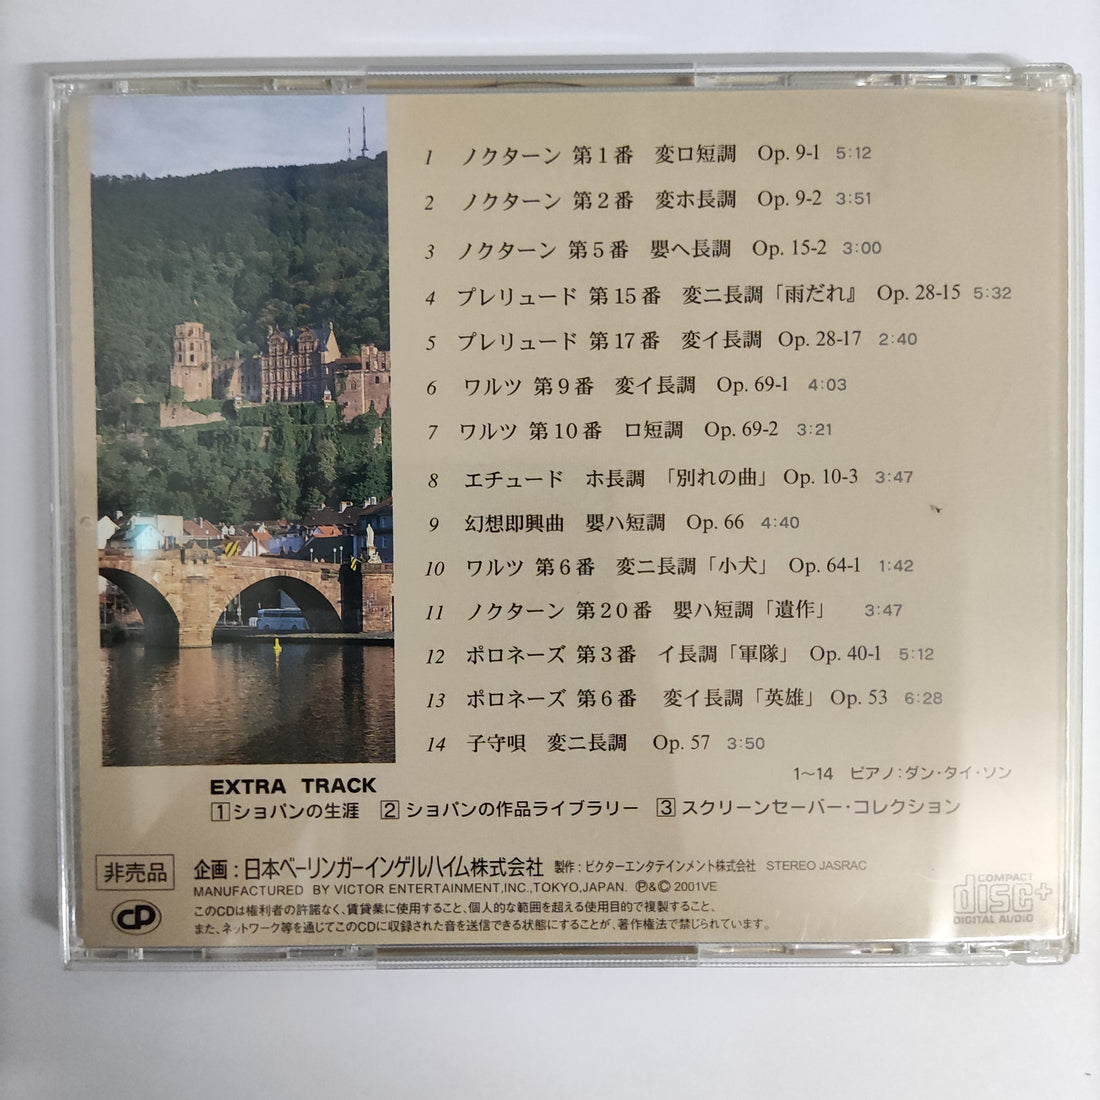 1 ノクターン 第1番 変ロ短調 Op. 9-1 5:12
2 ノクターン 第2番 変ホ長調 Op. 9-2 3:51
3 ノクターン 第5番 嬰ヘ長調 Op. 15-2 3:00
4 プレリュード 第15番 変ニ長調「雨だれ』 Op. 28-15 5:32
5 プレリュード 第17番 変イ長調 Op. 28-17 2:40
6 ワルツ 第9番 変イ長調 Op. 69-1 4:03
7 ワルツ 第10番 ロ短調 Op. 69-2 3:21
8 エチュード ホ長調 「別れの曲」 Op. 10-3 3:47
9 幻想即興曲 嬰ハ短調 Op. 66 4:40
10 ワルツ 第6番 変ニ長調「小犬」 Op. 64-1 1:42
11 ノクターン 第20番 嬰ハ短調「遺作」 3:47
12 ポロネーズ 第3番 イ長調「軍隊」 Op. 40-1 5:12
13 ポロネーズ 第6番 変イ長調「英雄」 Op. 53 6:28
14 子守唄 変ニ長調 Op. 57 3:50
1〜14 ピアノ：ダン・タイ・ソン
EXTRA TRACK
1 ショパンの生涯 2 ショパンの作品ライブラリー 3 スクリーンセーバー・コレクション
非売品 企画：日本ベーリンガーインゲルハイム株式会社 製作：ビクターエンタテインメント株式会社 STEREO JASRAC
MANUFACTURED BY VICTOR ENTERTAINMENT,INC.,TOKYO,JAPAN. Ⓟ&© 2001VE
このCDは権利者の許諾なく、賃貸業に使用すること、個人的な範囲を超える使用目的で複製すること、
また、ネットワーク等を通じてこのCDに収録された音を送信できる状態にすることが、著作権法で禁じられています。
COMPACT
disc+
DIGITAL AUDIO